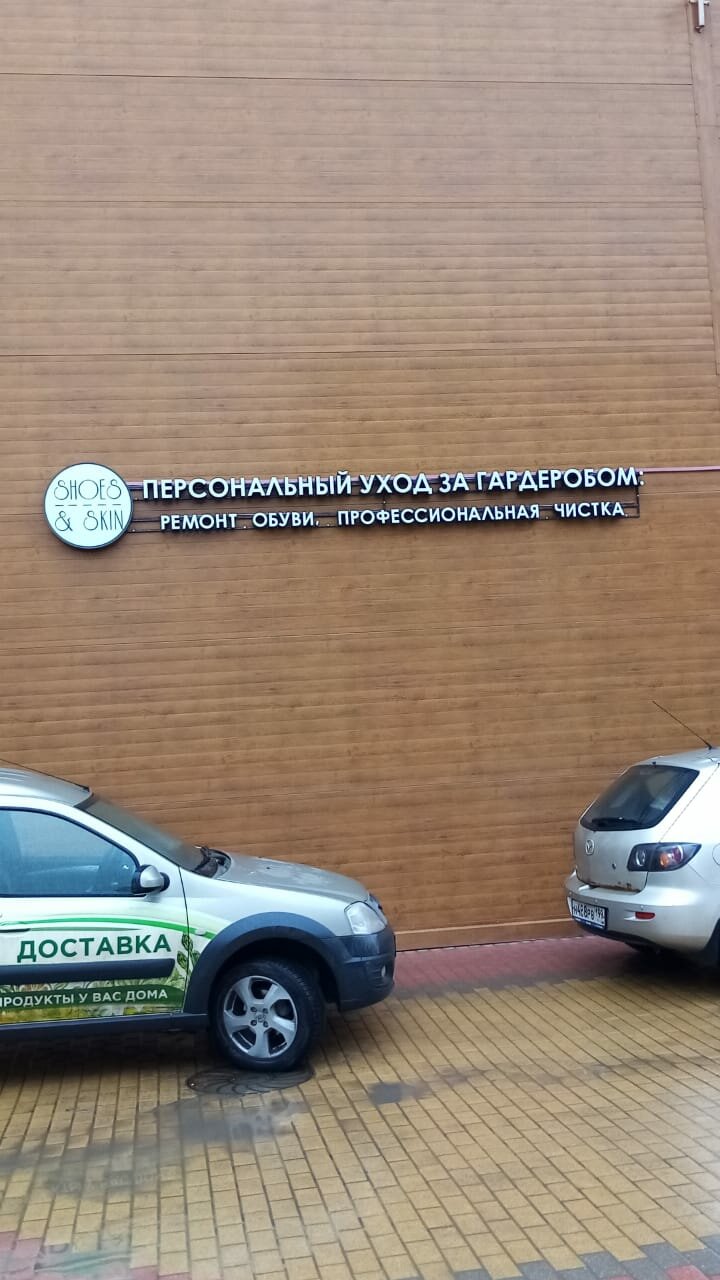 SHOES
& SKIN
ПЕРСОНАЛЬНЫЙ УХОД ЗА ГАРДЕРОБОМ:
РЕМОНТ ОБУВИ, ПРОФЕССИОНАЛЬНАЯ ЧИСТКА
ДОСТАВКА
ПРОДУКТЫ У ВАС ДОМА